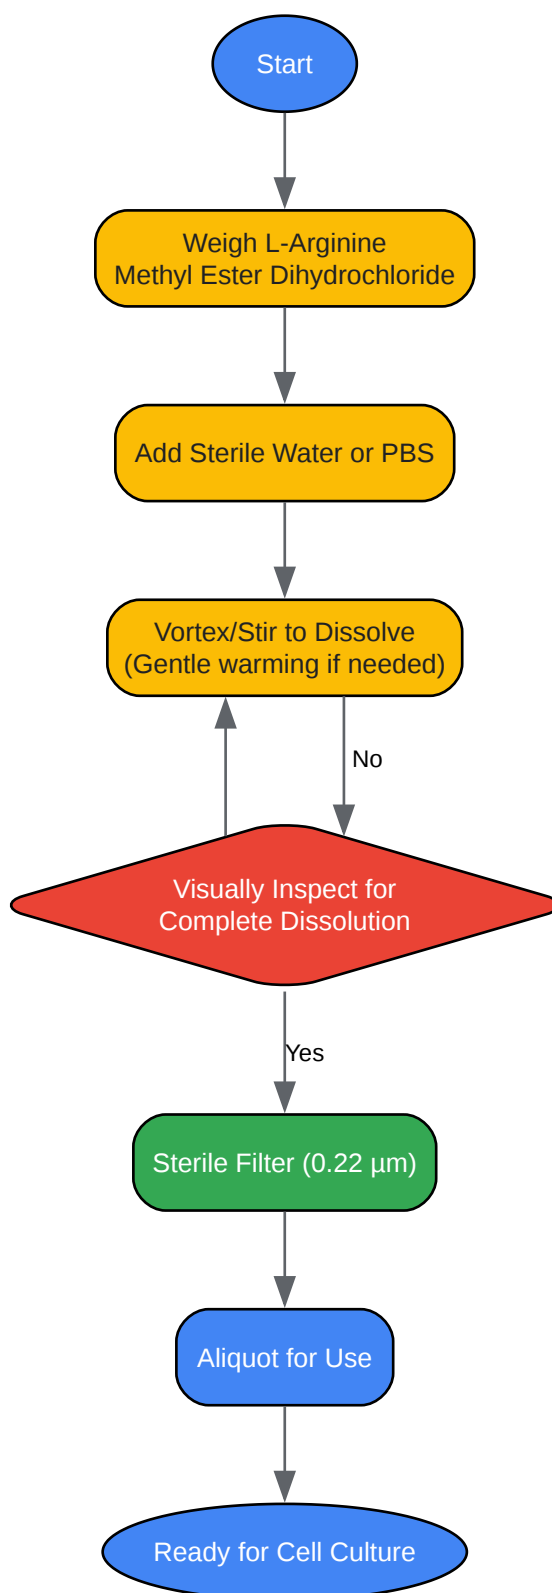 Start
Weigh L-Arginine
Methyl Ester Dihydrochloride
Add Sterile Water or PBS
Vortex/Stir to Dissolve
(Gentle warming if needed)
No
Visually Inspect for
Complete Dissolution
Yes
Sterile Filter (0.22 µm)
Aliquot for Use
Ready for Cell Culture